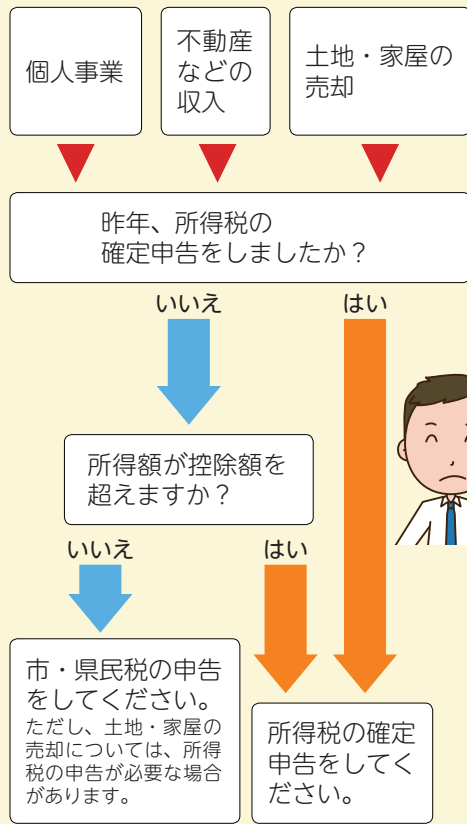 個人事業
不動産
などの
収入
土地・家屋の
売却
昨年、所得税の
確定申告をしましたか？
いいえ
はい
所得額が控除額を
超えますか？
いいえ
はい
市・県民税の申告
をしてください。
ただし、土地・家屋の
売却については、所得
税の申告が必要な場合
があります。
所得税の確定
申告をしてく
ださい。